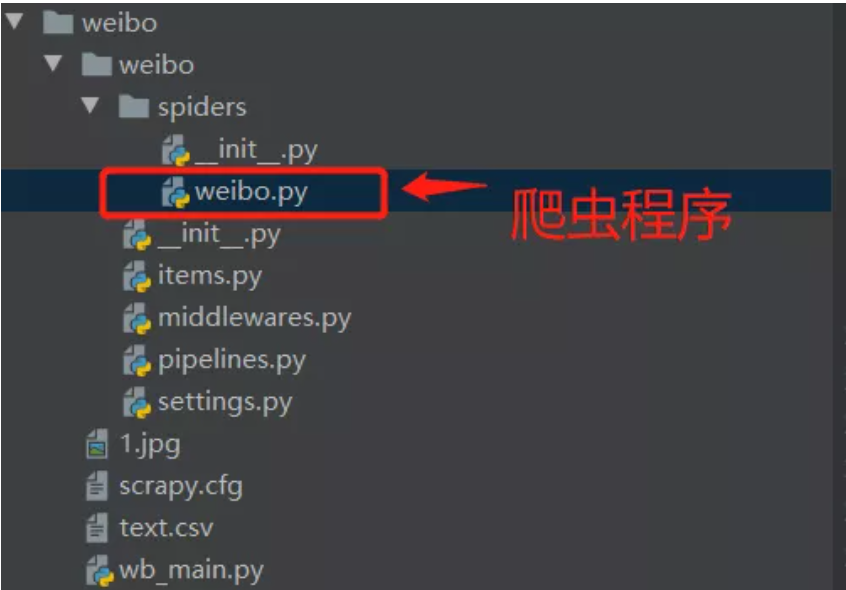 weibo
weibo
spiders
__init__.py
weibo.py
爬虫程序
__init__.py
items.py
middlewares.py
pipelines.py
settings.py
1.jpg
scrapy.cfg
text.csv
wb_main.py